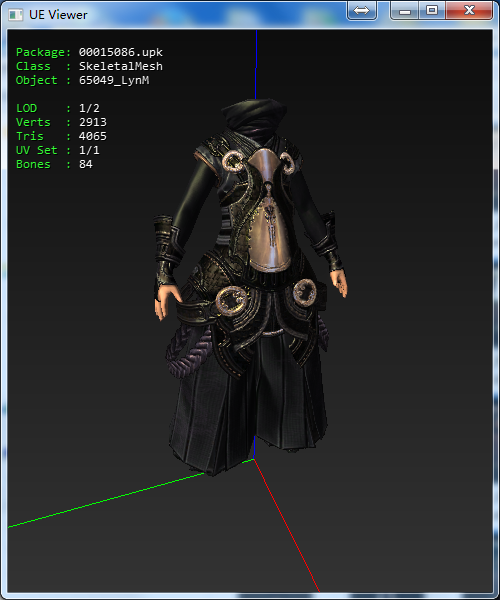 UE Viewer
Package: 00015086.upk
Class : SkeletalMesh
Object : 65049_LynM
LOD : 1/2
Verts : 2913
Tris : 4065
UV Set : 1/1
Bones : 84